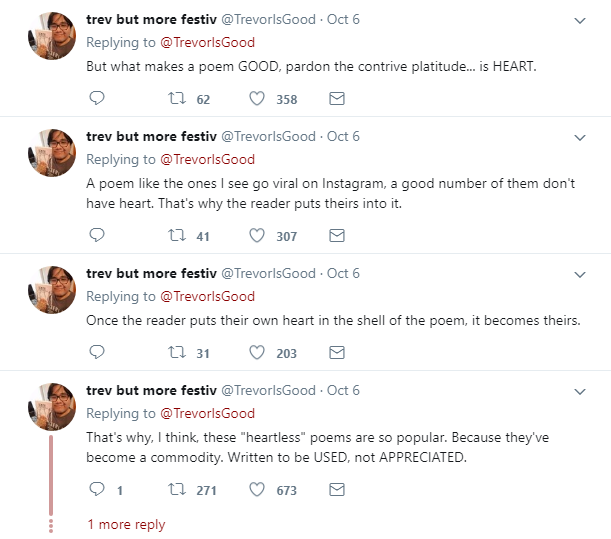 trev but more festiv @TrevorIsGood · Oct 6
Replying to @TrevorIsGood
But what makes a poem GOOD, pardon the contrive platitude... is HEART.
62 358
trev but more festiv @TrevorIsGood · Oct 6
Replying to @TrevorIsGood
A poem like the ones I see go viral on Instagram, a good number of them don't
have heart. That's why the reader puts theirs into it.
41 307
trev but more festiv @TrevorIsGood · Oct 6
Replying to @TrevorIsGood
Once the reader puts their own heart in the shell of the poem, it becomes theirs.
31 203
trev but more festiv @TrevorIsGood · Oct 6
Replying to @TrevorIsGood
That's why, I think, these "heartless" poems are so popular. Because they've
become a commodity. Written to be USED, not APPRECIATED.
1 271 673
1 more reply